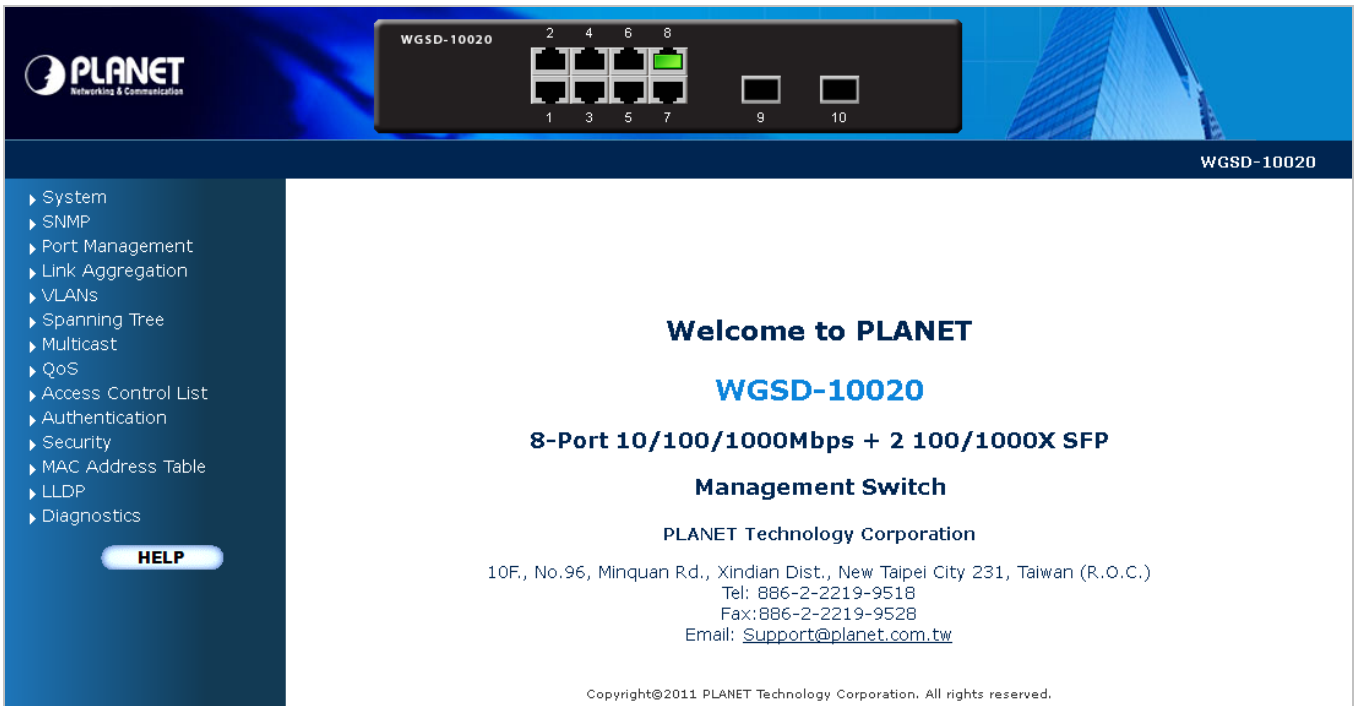 PLANET
Networking & Communication
WGSD-10020
2 4 6 8
1 3 5 7 9 10
WGSD-10020
System
SNMP
Port Management
Link Aggregation
VLANs
Spanning Tree
Multicast
QoS
Access Control List
Authentication
Security
MAC Address Table
LLDP
Diagnostics
HELP
Welcome to PLANET
WGSD-10020
8-Port 10/100/1000Mbps + 2 100/1000X SFP
Management Switch
PLANET Technology Corporation
10F., No.96, Minquan Rd., Xindian Dist., New Taipei City 231, Taiwan (R.O.C.)
Tel: 886-2-2219-9518
Fax:886-2-2219-9528
Email: Support@planet.com.tw
Copyright@2011 PLANET Technology Corporation. All rights reserved.